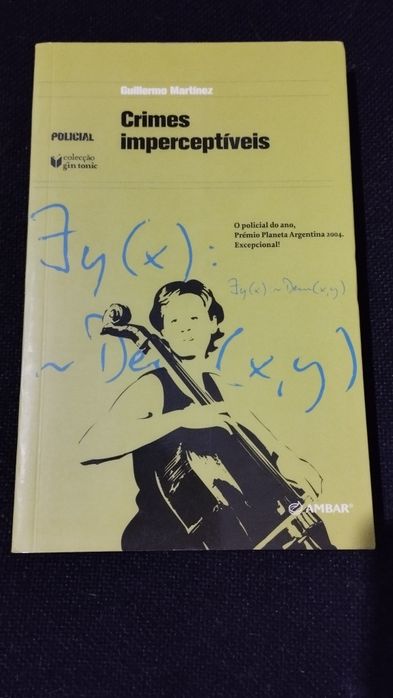 Guillermo Martínez
Crimes
imperceptíveis
POLICIAL
colecção
gin tonic
O policial do ano,
Prémio Planeta Argentina 2004.
Excepcional!
∃y(x):
∃y(x):~Dem(x,y)
~Dem(x,y)
AMBAR®